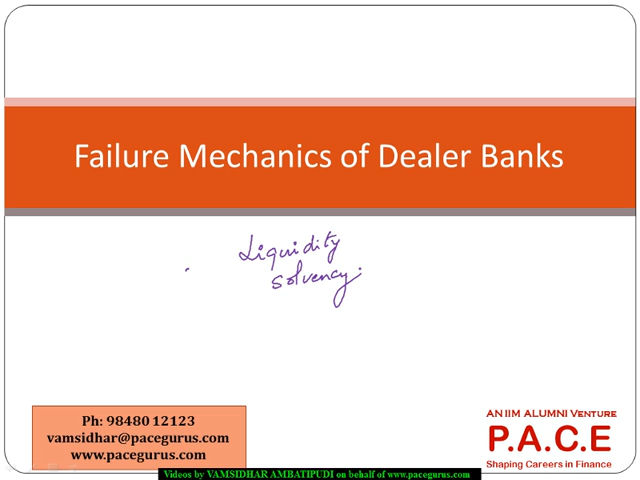 Failure Mechanics of Dealer Banks
Liquidity
solvency
Ph: 98480 12123
vamsidhar@pacegurus.com
www.pacegurus.com
AN IIM ALUMNI VENTURE
P.A.C.E
Shaping Careers in Finance
Videos by VAMSIDHAR AMBATIPUDI on behalf of www.pacegurus.com